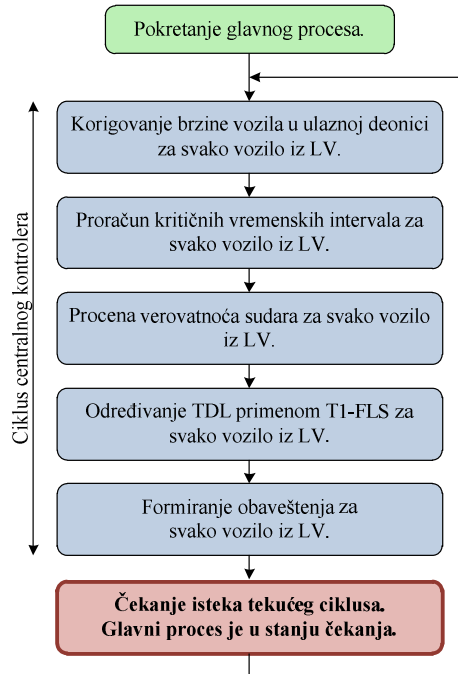 Pokretanje glavnog procesa.
Korigovanje brzine vozila u ulaznoj deonici
za svako vozilo iz LV.
Proračun kritičnih vremenskih intervala za
svako vozilo iz LV.
Procena verovatnoća sudara za svako vozilo
iz LV.
Određivanje TDL primenom T1-FLS za
svako vozilo iz LV.
Formiranje obaveštenja za
svako vozilo iz LV.
Čekanje isteka tekućeg ciklusa.
Glavni proces je u stanju čekanja.
Ciklus centralnog kontrolera